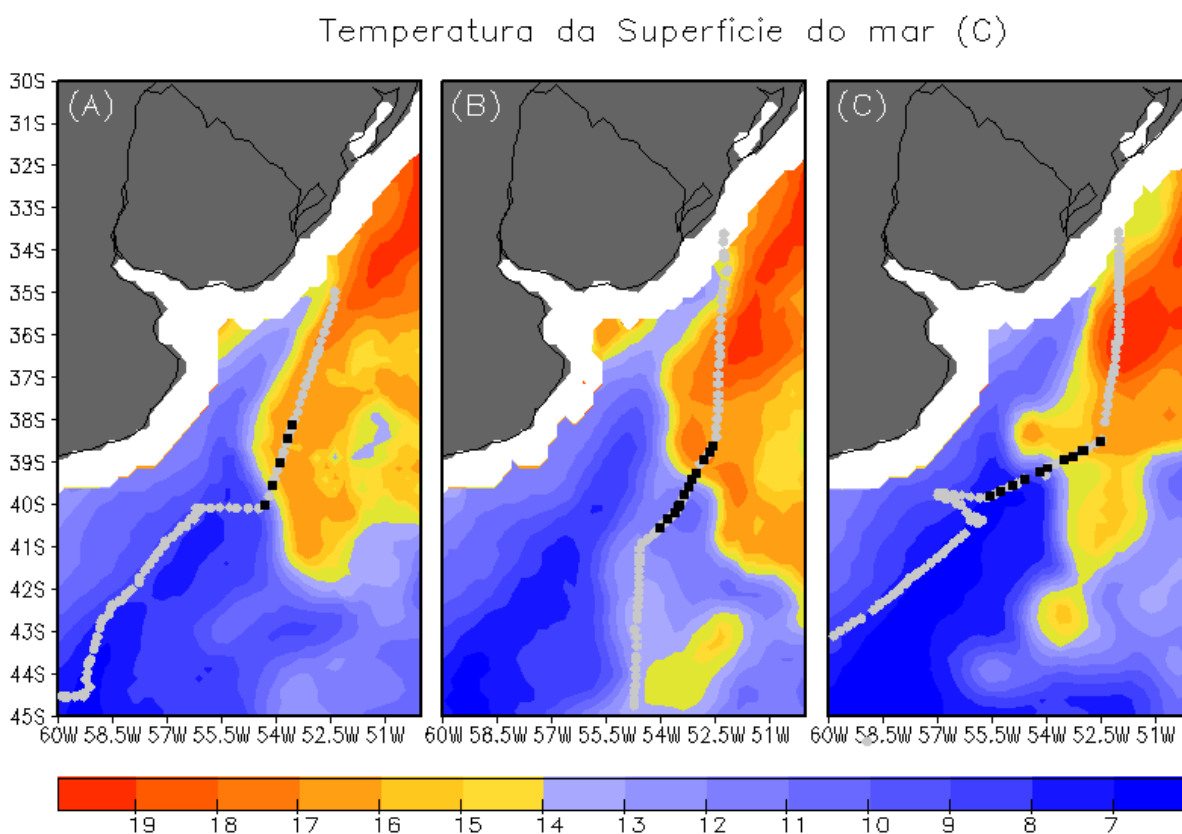 Temperatura da Superfície do mar (C)
(A) (B) (C)
30S
31S
32S
33S
34S
35S
36S
37S
38S
39S
40S
41S
42S
43S
44S
45S
60W 58.5W 57W 55.5W 54W 52.5W 51W 60W 58.5W 57W 55.5W 54W 52.5W 51W 60W 58.5W 57W 55.5W 54W 52.5W 51W
19 18 17 16 15 14 13 12 11 10 9 8 7